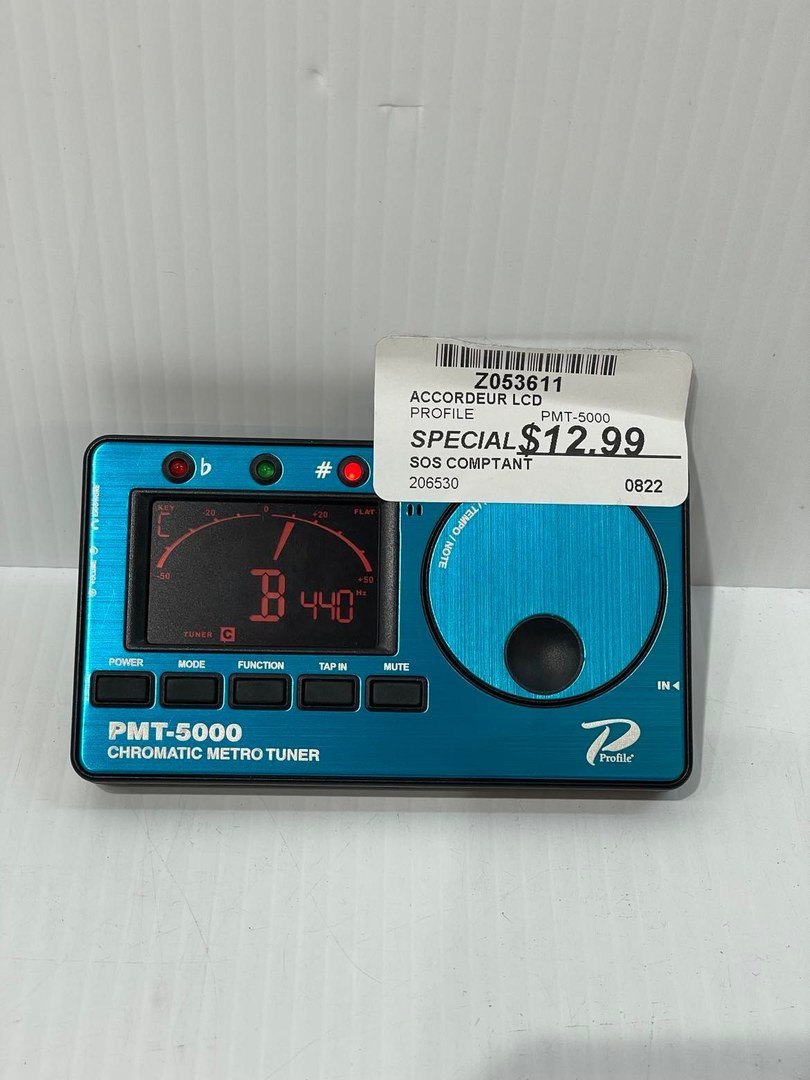 Z053611
ACCORDEUR LCD
PROFILE PMT-5000
SPECIAL $12.99
SOS COMPTANT
206530 0822
♭ #
KEY -20 0 +20 FLAT
C
-50 +50
B 440 Hz
TUNER C
/ TEMPO / NOTE
VOLUME
POWER MODE FUNCTION TAP IN MUTE
IN ◀
PMT-5000
CHROMATIC METRO TUNER
P
Profile®